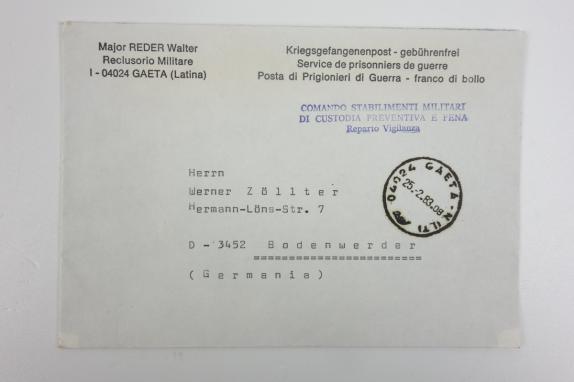 Major REDER Walter
Reclusorio Militare
I - 04024 GAETA (Latina)
Kriegsgefangenenpost - gebührenfrei
Service de prisonniers de guerre
Posta di Prigionieri di Guerra - franco di bollo
COMANDO STABILIMENTI MILITARI
DI CUSTODIA PREVENTIVA E PENA
Reparto Vigilanza
Herrn
Werner Zöllter
Hermann-Löns-Str. 7
D - 3452 Bodenwerder
(Germania)
04024 GAETA
25.-2.83.08